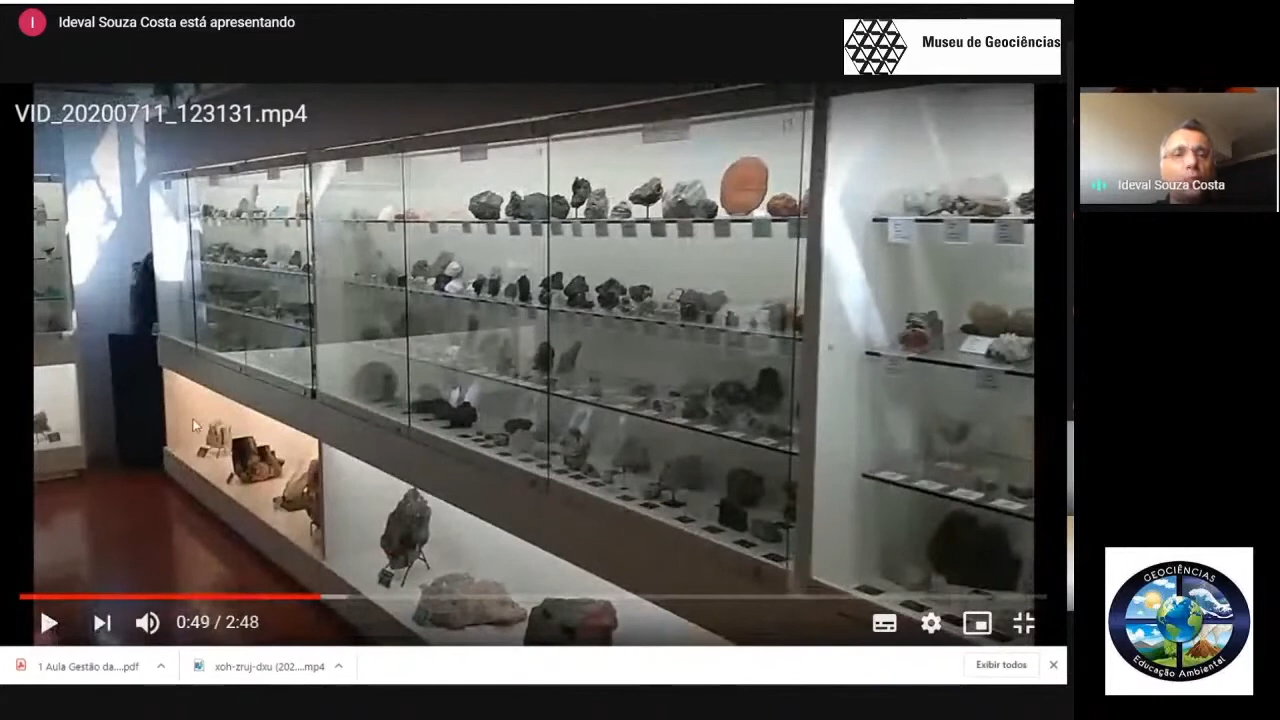 I
Ideval Souza Costa está apresentando
Museu de Geociências
VID_20200711_123131.mp4
Ideval Souza Costa
0:49 / 2:48
1 Aula Gestão da....pdf
xoh-zruj-dxu (202....mp4
Exibir todos
GEOCIÊNCIAS
Educação Ambiental